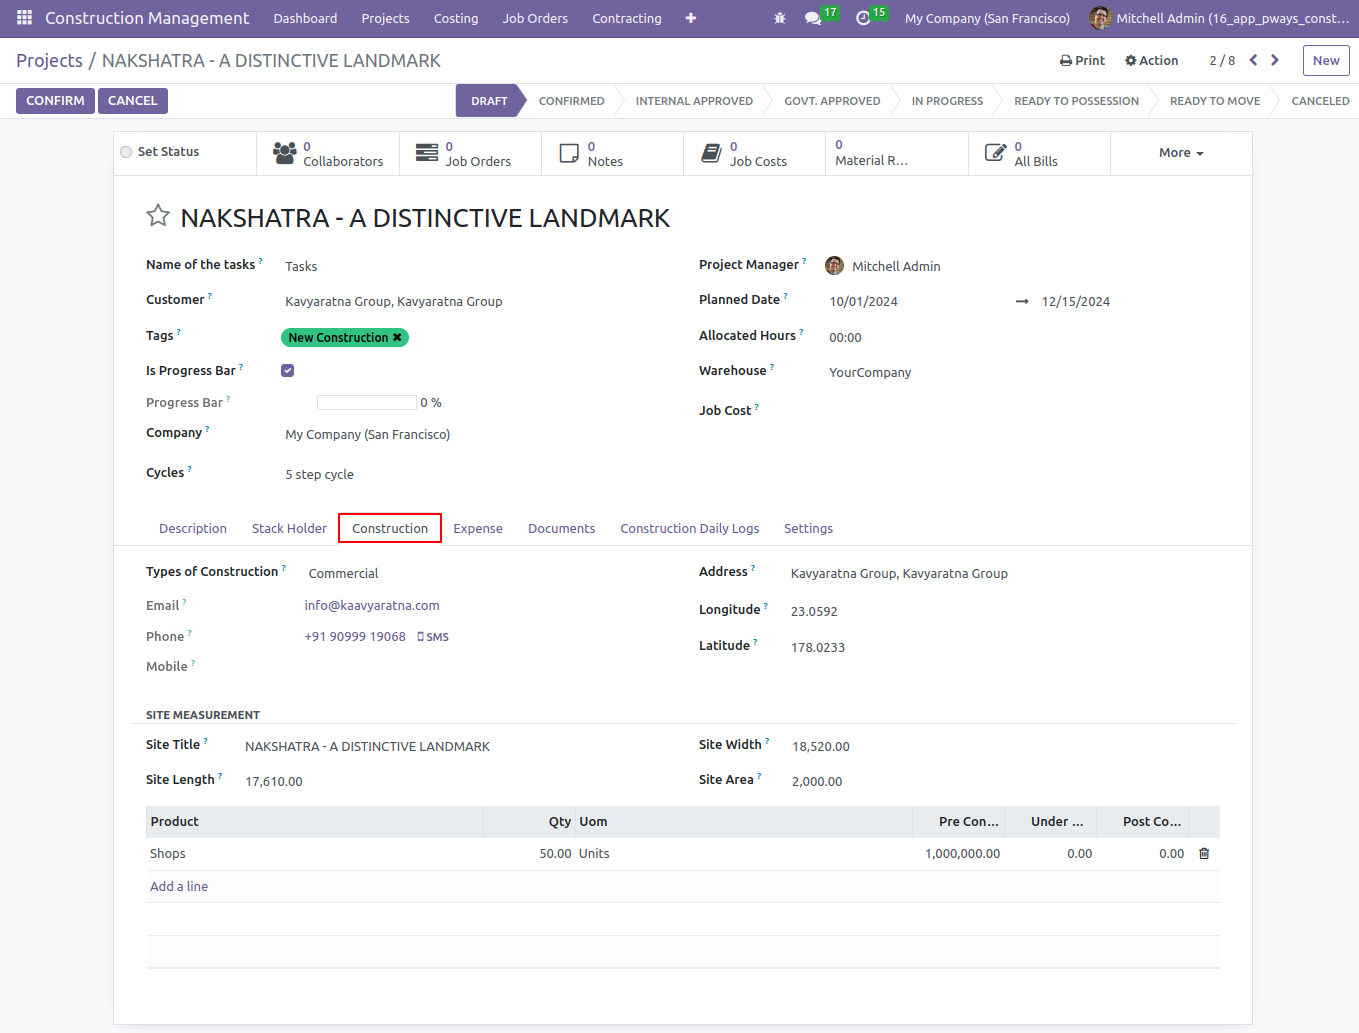 Construction Management Dashboard Projects Costing Job Orders Contracting 17 15 My Company (San Francisco) Mitchell Admin (16_app_pways_const...
Projects / NAKSHATRA - A DISTINCTIVE LANDMARK Print Action 2 / 8 New
CONFIRM CANCEL DRAFT CONFIRMED INTERNAL APPROVED GOVT. APPROVED IN PROGRESS READY TO POSSESSION READY TO MOVE CANCELED
Set Status 0 Collaborators 0 Job Orders 0 Notes 0 Job Costs 0 Material R... 0 All Bills More
NAKSHATRA - A DISTINCTIVE LANDMARK
Name of the tasks ? Tasks Project Manager ? Mitchell Admin
Customer ? Kavyaratna Group, Kavyaratna Group Planned Date ? 10/01/2024 → 12/15/2024
Tags ? New Construction ✖ Allocated Hours ? 00:00
Is Progress Bar ? Warehouse ? YourCompany
Progress Bar ? 0 %
Job Cost ?
Company ? My Company (San Francisco)
Cycles ? 5 step cycle
Description Stack Holder Construction Expense Documents Construction Daily Logs Settings
Types of Construction ? Commercial Address ? Kavyaratna Group, Kavyaratna Group
Email ? info@kaavyaratna.com Longitude ? 23.0592
Phone ? +91 90999 19068 SMS Latitude ? 178.0233
Mobile ?
SITE MEASUREMENT
Site Title ? NAKSHATRA - A DISTINCTIVE LANDMARK Site Width ? 18,520.00
Site Length ? 17,610.00 Site Area ? 2,000.00
Product Qty Uom Pre Con... Under ... Post Co...
Shops 50.00 Units 1,000,000.00 0.00 0.00
Add a line